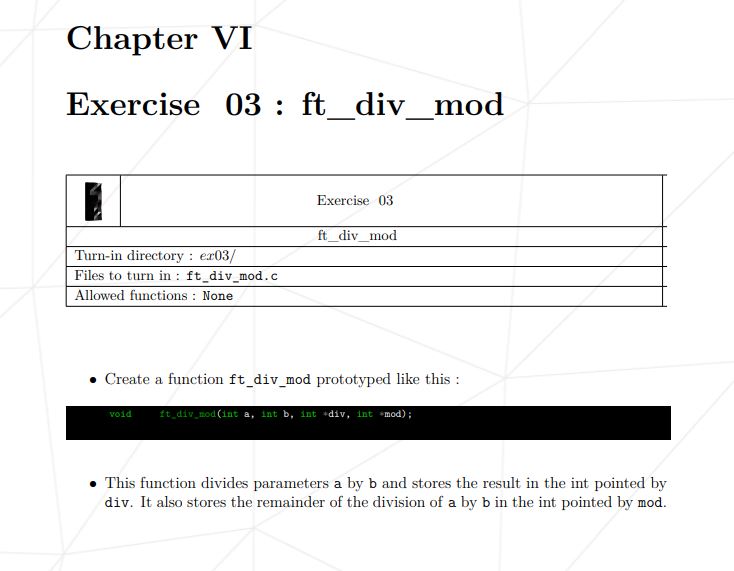 Chapter VI
Exercise 03 : ft_div_mod
Exercise 03
ft_div_mod
Turn-in directory : ex03/
Files to turn in : ft_div_mod.c
Allowed functions : None
• Create a function ft_div_mod prototyped like this :
void ft_div_mod(int a, int b, int *div, int *mod);
• This function divides parameters a by b and stores the result in the int pointed by
div. It also stores the remainder of the division of a by b in the int pointed by mod.